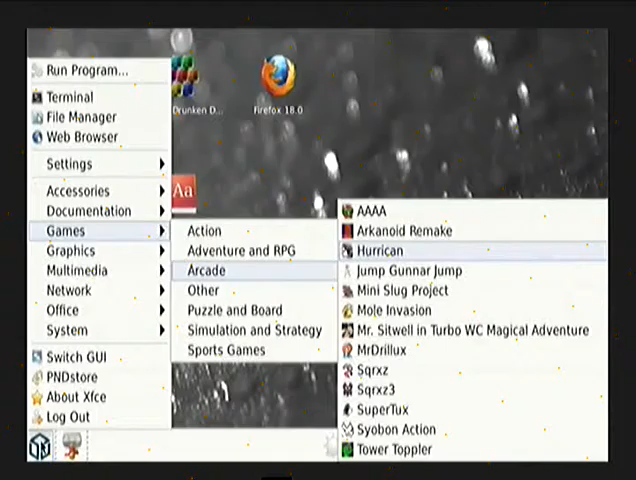 Run Program...
Terminal
File Manager
Web Browser
Settings
Accessories
Documentation
Games
Graphics
Multimedia
Network
Office
System
Switch GUI
PNDstore
About Xfce
Log Out
Drunken D...
Firefox 18.0
Aa
Action
Adventure and RPG
Arcade
Other
Puzzle and Board
Simulation and Strategy
Sports Games
AAAA
Arkanoid Remake
Hurrican
Jump Gunnar Jump
Mini Slug Project
Mole Invasion
Mr. Sitwell in Turbo WC Magical Adventure
MrDrillux
Sqrxz
Sqrxz3
SuperTux
Syobon Action
Tower Toppler